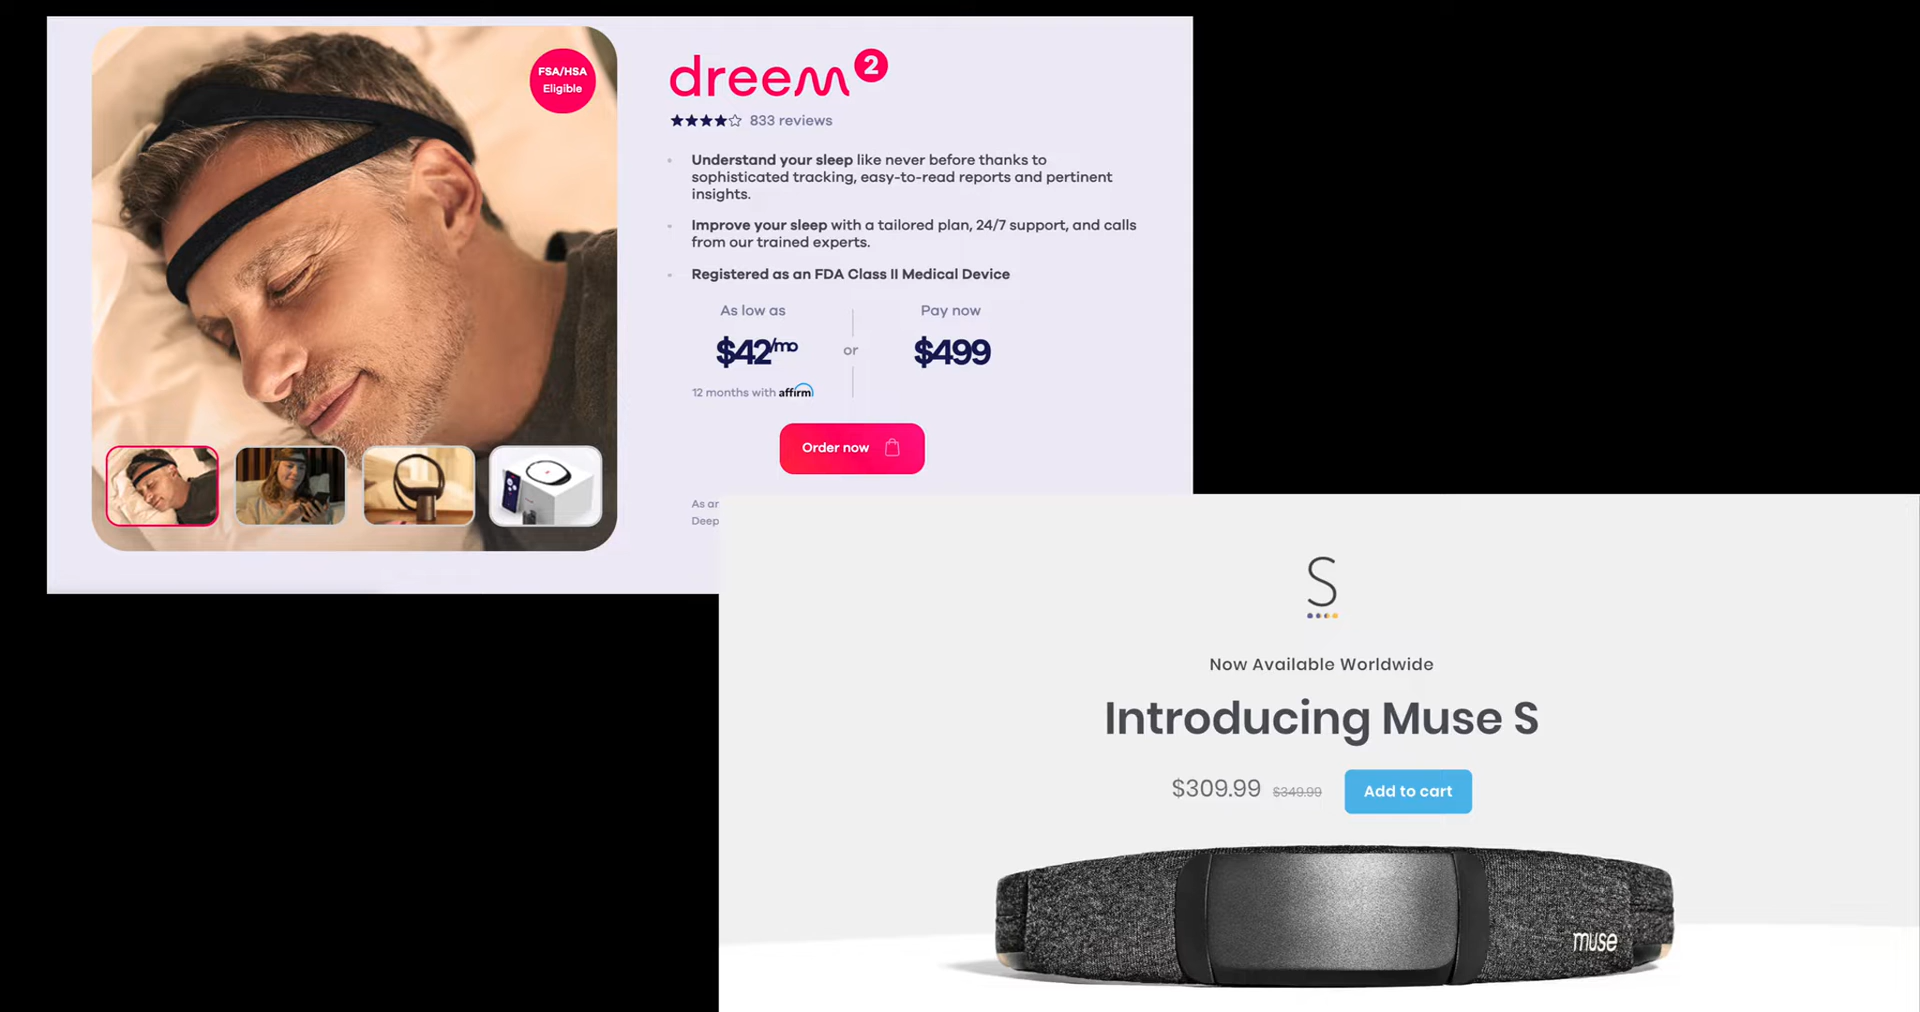 FSA/HSA
Eligible
dreem 2
833 reviews
Understand your sleep like never before thanks to
sophisticated tracking, easy-to-read reports and pertinent
insights.
Improve your sleep with a tailored plan, 24/7 support, and calls
from our trained experts.
Registered as an FDA Class II Medical Device
As low as
$42/mo
12 months with affirm
or
Pay now
$499
Order now
As an
Deep
S
Now Available Worldwide
Introducing Muse S
$309.99 $349.99 Add to cart
muse